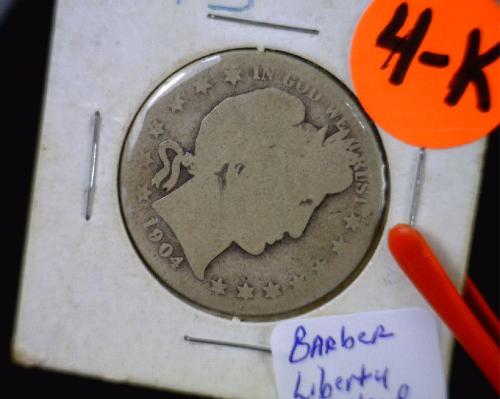 4-K
IN GOD WE TRUST
1904
BARber
Liberty